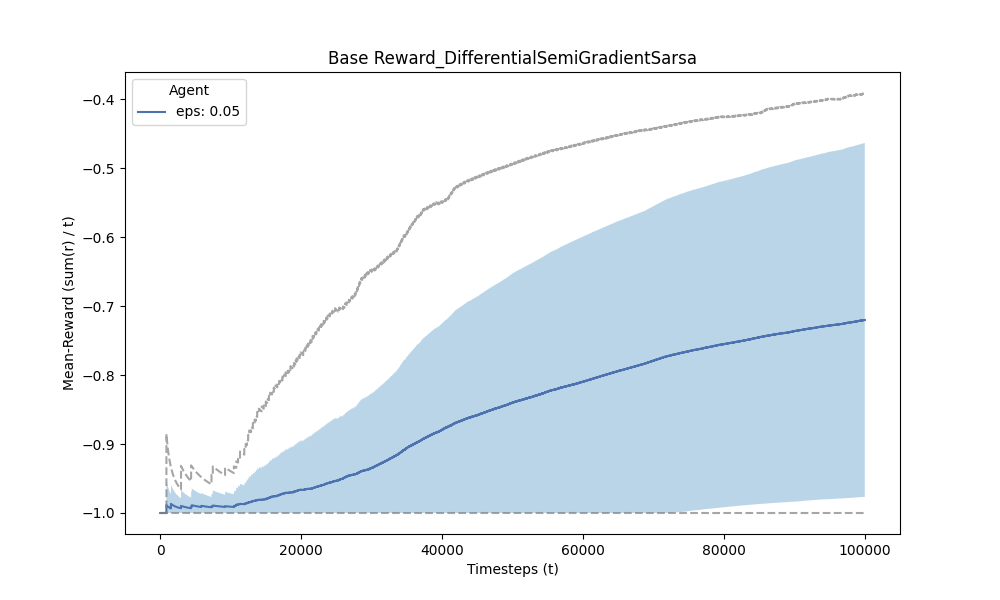 Base Reward_DifferentialSemiGradientSarsa
Agent
eps: 0.05
Mean-Reward (sum(r) / t)
−0.4
−0.5
−0.6
−0.7
−0.8
−0.9
−1.0
0 20000 40000 60000 80000 100000
Timesteps (t)